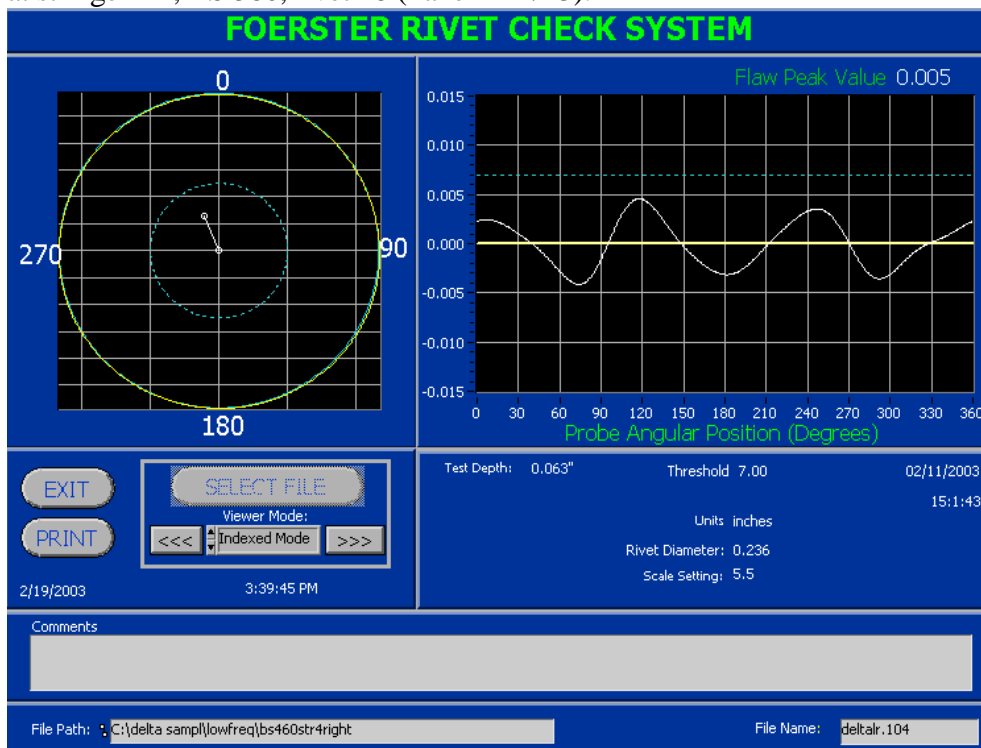 FOERSTER RIVET CHECK SYSTEM
0
90
180
270
Flaw Peak Value 0.005
0.015
0.010
0.005
0.000
-0.005
-0.010
-0.015
0 30 60 90 120 150 180 210 240 270 300 330 360
Probe Angular Position (Degrees)
EXIT
PRINT
SELECT FILE
Viewer Mode:
<<< Indexed Mode >>>
2/19/2003 3:39:45 PM
Test Depth: 0.063" Threshold 7.00 02/11/2003
15:1:43
Units inches
Rivet Diameter: 0.236
Scale Setting: 5.5
Comments
File Path: C:\delta sampl\lowfreq\bs460str4right
File Name: deltalr.104